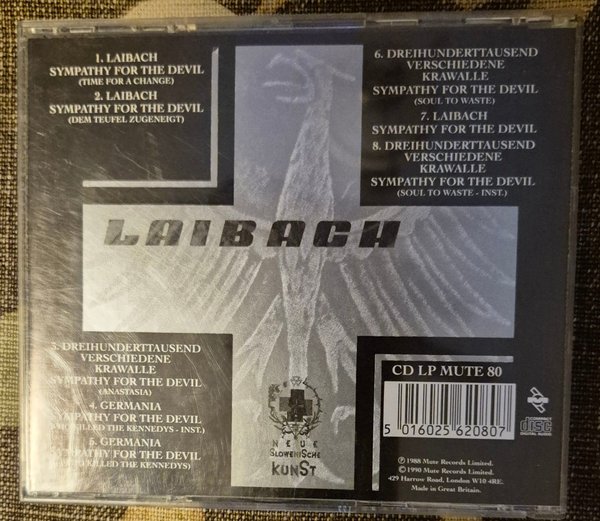 1. LAIBACH
SYMPATHY FOR THE DEVIL
(TIME FOR A CHANGE)
2. LAIBACH
SYMPATHY FOR THE DEVIL
(DEM TEUFEL ZUGENEIGT)
6. DREIHUNDERTTAUSEND
VERSCHIEDENE
KRAWALLE
SYMPATHY FOR THE DEVIL
(SOUL TO WASTE)
7. LAIBACH
SYMPATHY FOR THE DEVIL
8. DREIHUNDERTTAUSEND
VERSCHIEDENE
KRAWALLE
SYMPATHY FOR THE DEVIL
(SOUL TO WASTE - INST.)
LAIBACH
3. DREIHUNDERTTAUSEND
VERSCHIEDENE
KRAWALLE
SYMPATHY FOR THE DEVIL
(ANASTASIA)
4. GERMANIA
SYMPATHY FOR THE DEVIL
(WHO KILLED THE KENNEDYS - INST.)
5. GERMANIA
SYMPATHY FOR THE DEVIL
(WHO KILLED THE KENNEDYS)
NEUE
SLOWENISCHE
KUNST
CD LP MUTE 80
5 016025 620807
COMPACT
disc
DIGITAL AUDIO
Ⓟ 1988 Mute Records Limited.
© 1990 Mute Records Limited.
429 Harrow Road, London W10 4RE.
Made in Great Britain.